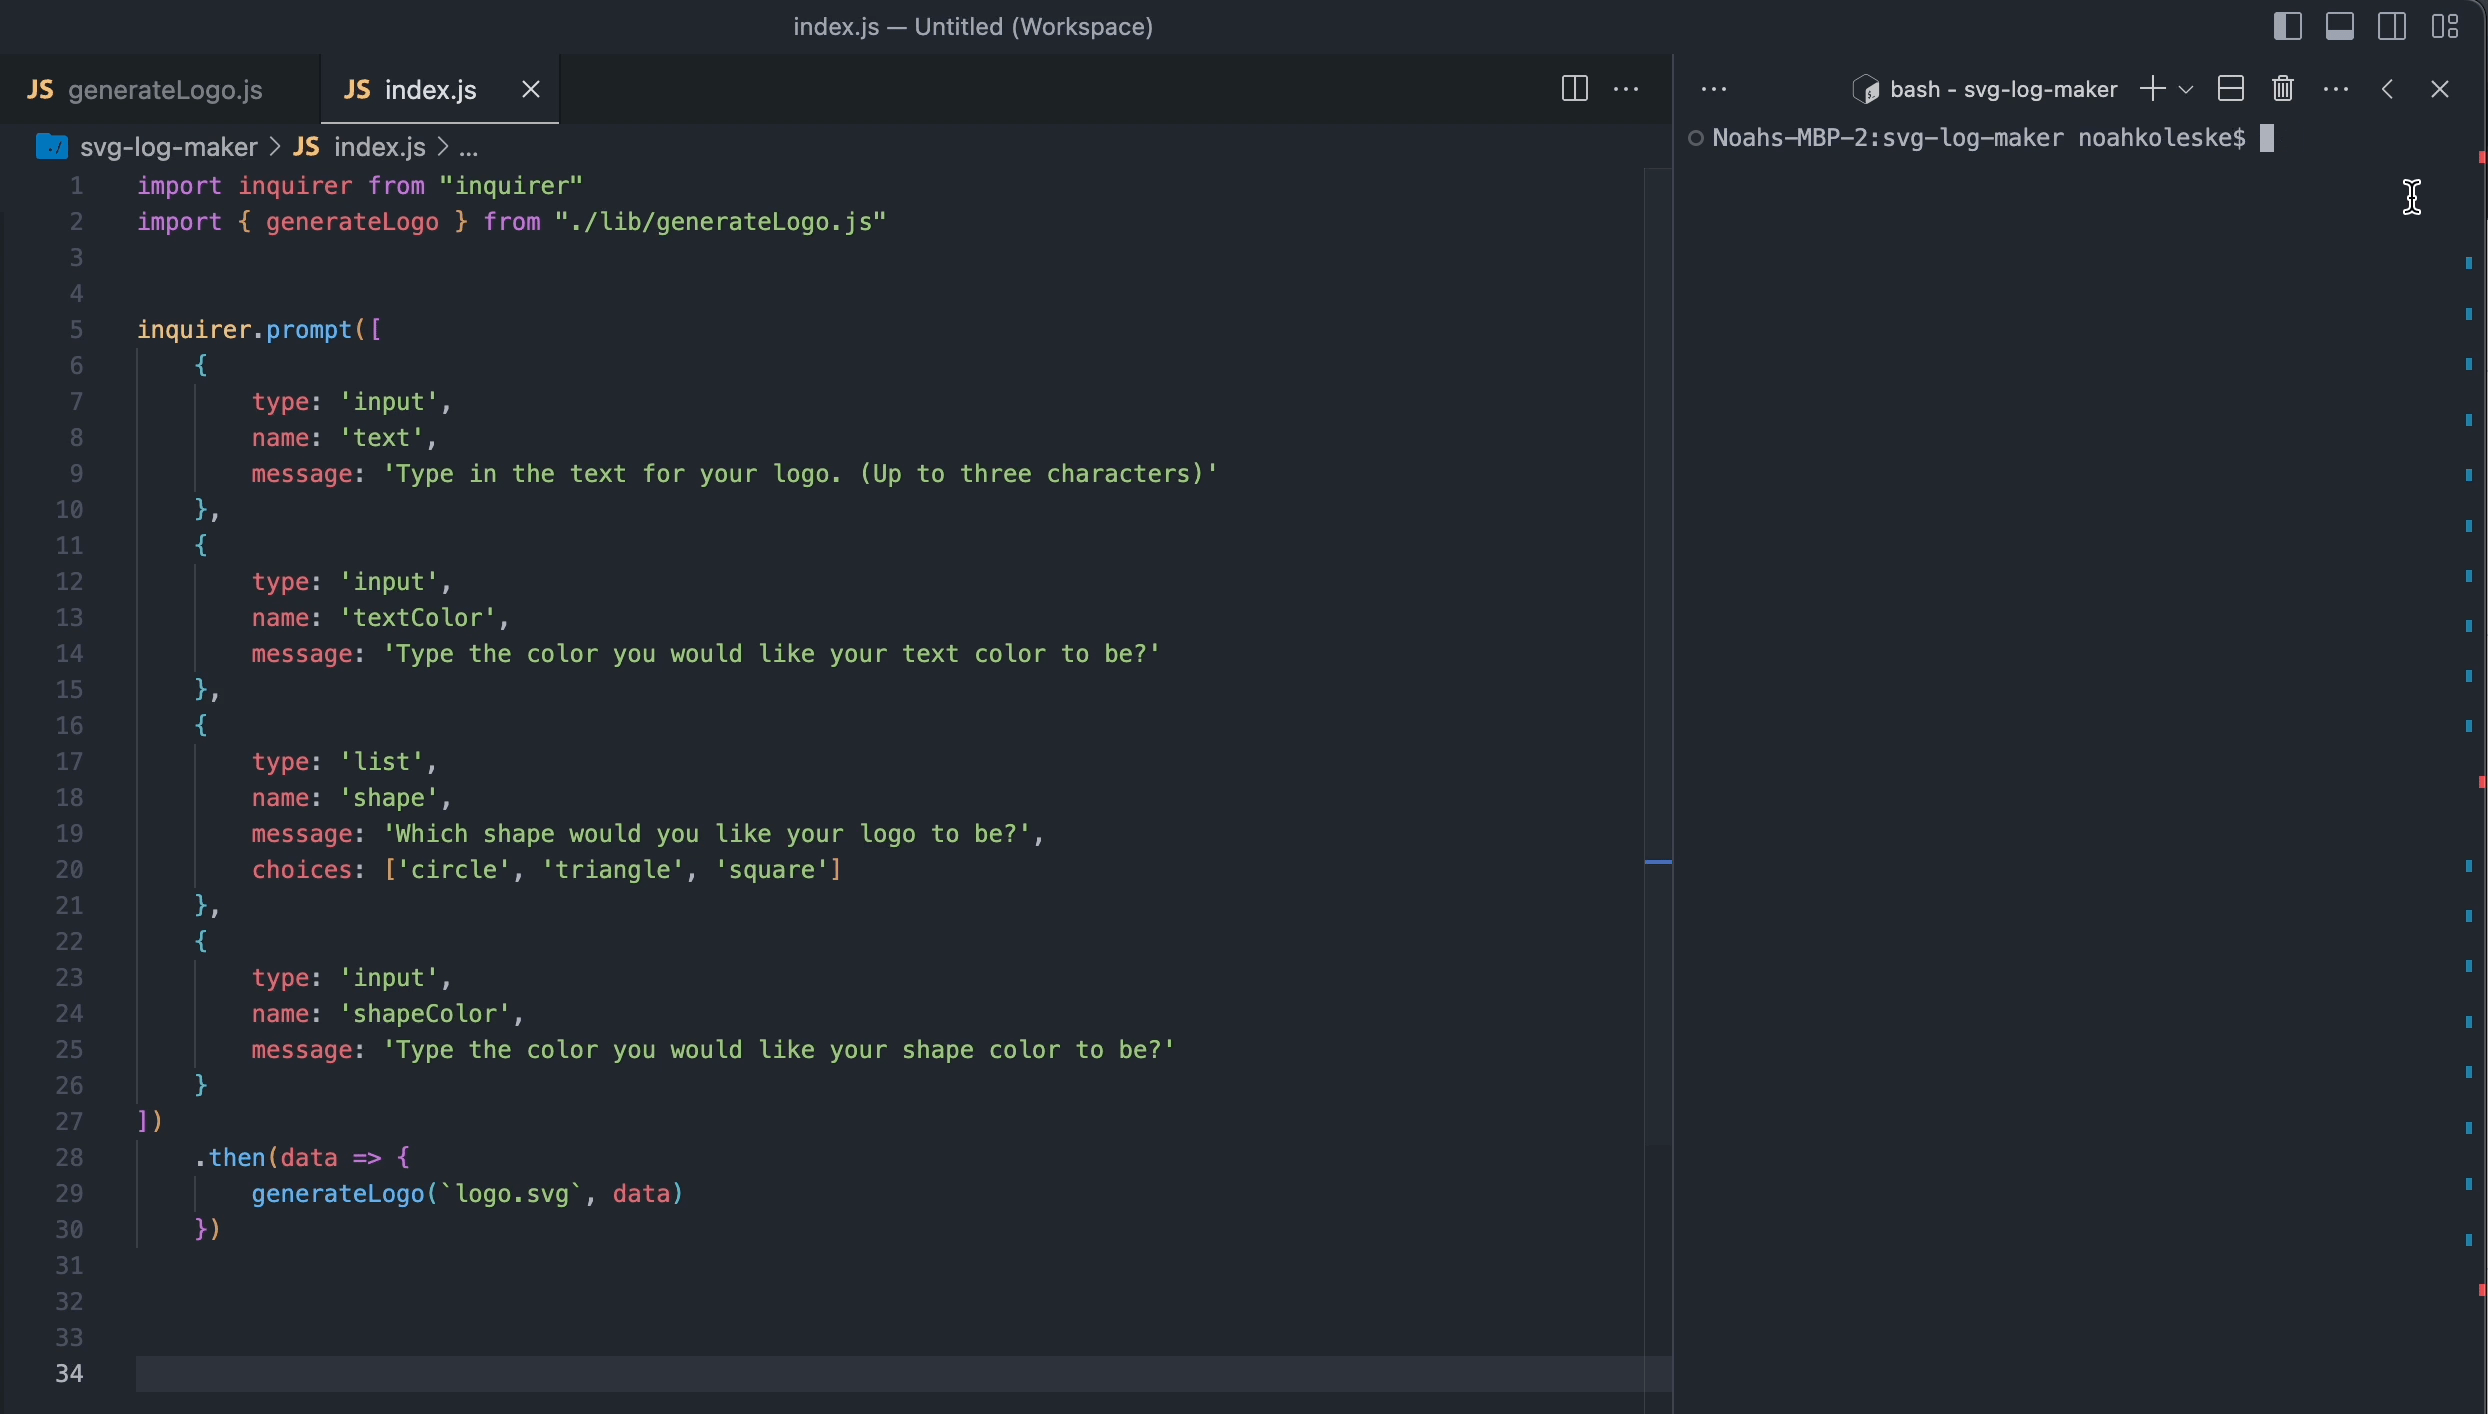 index.js — Untitled (Workspace)
JS generateLogo.js
JS index.js
svg-log-maker > JS index.js > ...
1 import inquirer from "inquirer"
2 import { generateLogo } from "./lib/generateLogo.js"
3
4
5 inquirer.prompt([
6     {
7         type: 'input',
8         name: 'text',
9         message: 'Type in the text for your logo. (Up to three characters)'
10     },
11     {
12         type: 'input',
13         name: 'textColor',
14         message: 'Type the color you would like your text color to be?'
15     },
16     {
17         type: 'list',
18         name: 'shape',
19         message: 'Which shape would you like your logo to be?',
20         choices: ['circle', 'triangle', 'square']
21     },
22     {
23         type: 'input',
24         name: 'shapeColor',
25         message: 'Type the color you would like your shape color to be?'
26     }
27 ])
28     .then(data => {
29         generateLogo(`logo.svg`, data)
30     })
31
32
33
34
bash - svg-log-maker
Noahs-MBP-2:svg-log-maker noahkoleske$